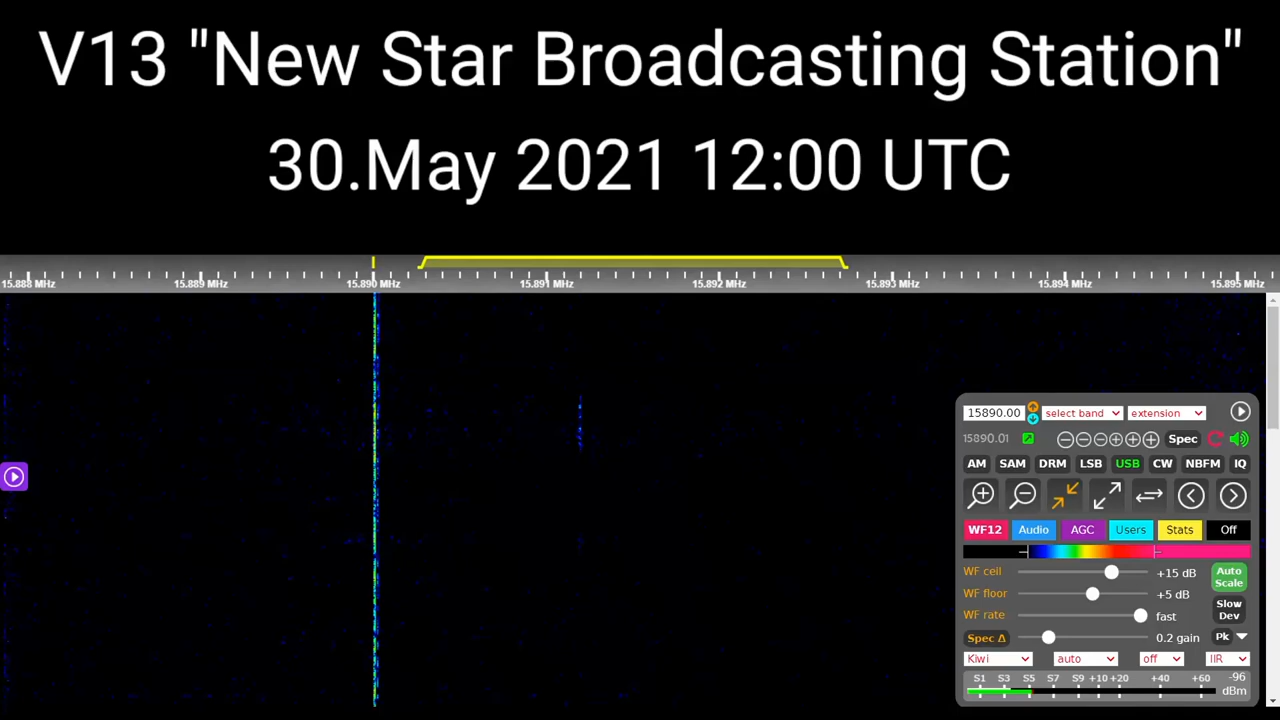 V13 "New Star Broadcasting Station"
30.May 2021 12:00 UTC
15.888 MHz 15.889 MHz 15.890 MHz 15.891 MHz 15.892 MHz 15.893 MHz 15.894 MHz 15.895 MHz
15890.00 select band extension
15890.01 Spec
AM SAM DRM LSB USB CW NBFM IQ
WF12 Audio AGC Users Stats Off
WF ceil +15 dB Auto Scale
WF floor +5 dB
WF rate fast Slow Dev
Spec Δ 0.2 gain Pk
Kiwi auto off IIR
S1 S3 S5 S7 S9 +10 +20 +40 +60 -96 dBm